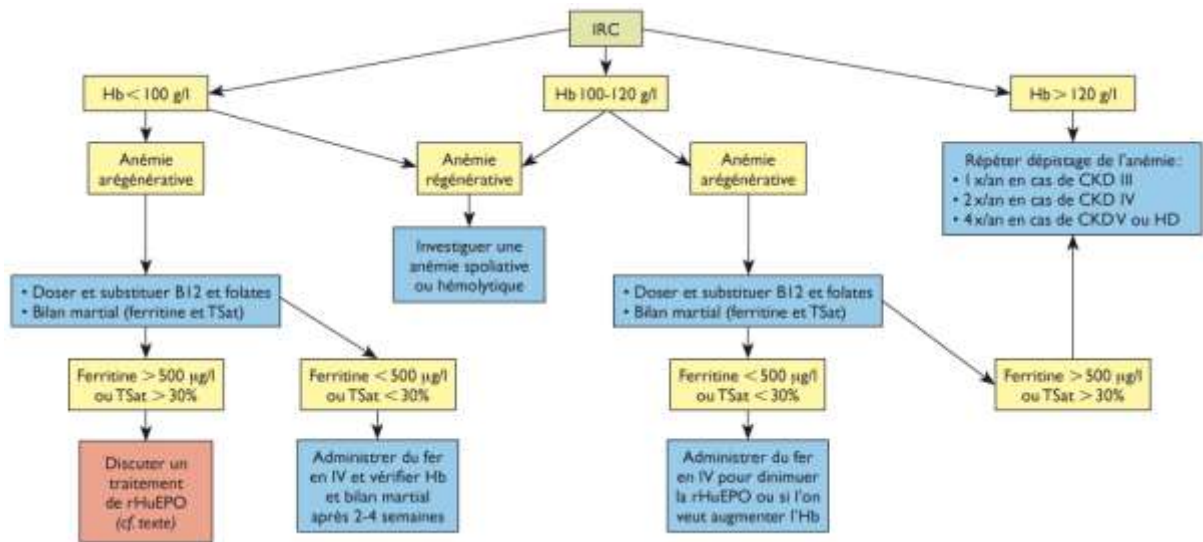 IRC
Hb < 100 g/l
Hb 100-120 g/l
Hb > 120 g/l
Anémie
arégénérative
Anémie
régénérative
Anémie
arégénérative
Répéter dépistage de l'anémie:
• 1x/an en cas de CKD III
• 2x/an en cas de CKD IV
• 4x/an en cas de CKD V ou HD
Investiguer une
anémie spoliative
ou hémolytique
• Doser et substituer B12 et folates
• Bilan martial (ferritine et TSat)
• Doser et substituer B12 et folates
• Bilan martial (ferritine et TSat)
Ferritine > 500 µg/l
ou TSat > 30%
Ferritine < 500 µg/l
ou TSat < 30%
Ferritine < 500 µg/l
ou TSat < 30%
Ferritine > 500 µg/l
ou TSat > 30%
Discuter un
traitement
de rHuEPO
(cf. texte)
Administrer du fer
en IV et vérifier Hb
et bilan martial
après 2-4 semaines
Administrer du fer
en IV pour dinimuer
la rHuEPO ou si l'on
veut augmenter l'Hb